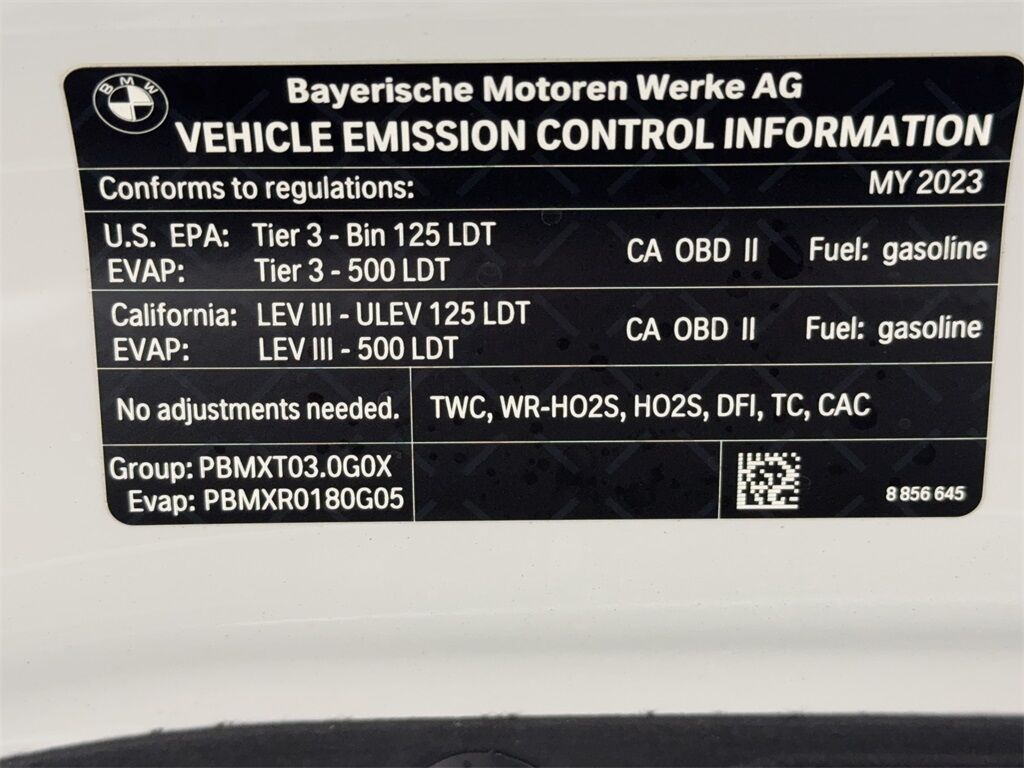 BMW
Bayerische Motoren Werke AG
VEHICLE EMISSION CONTROL INFORMATION
Conforms to regulations: MY 2023
U.S. EPA: Tier 3 - Bin 125 LDT
EVAP: Tier 3 - 500 LDT
CA OBD II Fuel: gasoline
California: LEV III - ULEV 125 LDT
EVAP: LEV III - 500 LDT
CA OBD II Fuel: gasoline
No adjustments needed. TWC, WR-HO2S, HO2S, DFI, TC, CAC
Group: PBMXT03.0G0X
Evap: PBMXR0180G05
8 856 645